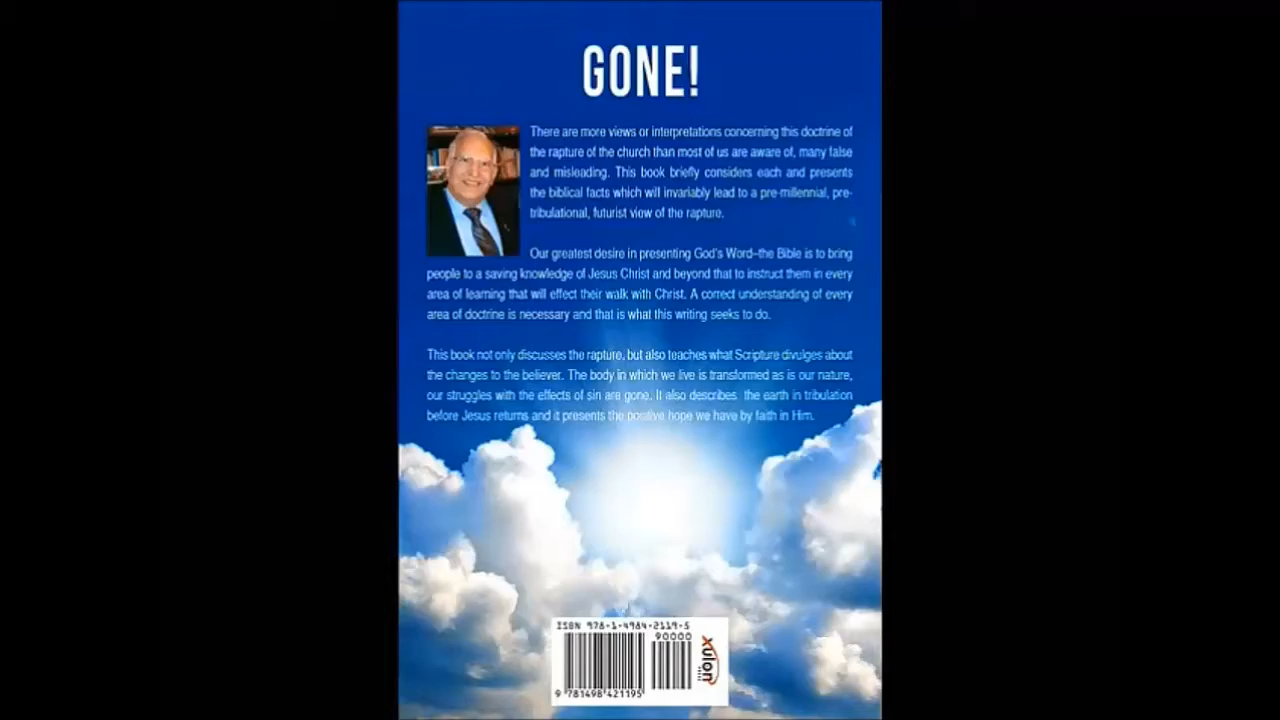 GONE!
There are more views or interpretations concerning this doctrine of
the rapture of the church than most of us are aware of, many false
and misleading. This book briefly considers each and presents
the biblical facts which will invariably lead to a pre-millennial, pre-
tribulational, futurist view of the rapture.
Our greatest desire in presenting God's Word–the Bible is to bring
people to a saving knowledge of Jesus Christ and beyond that to instruct them in every
area of learning that will effect their walk with Christ. A correct understanding of every
area of doctrine is necessary and that is what this writing seeks to do.
This book not only discusses the rapture, but also teaches what Scripture divulges about
the changes to the believer. The body in which we live is transformed as is our nature,
our struggles with the effects of sin are gone. It also describes the earth in tribulation
before Jesus returns and it presents the positive hope we have by faith in Him.
ISBN 978-1-4984-2119-5
90000
xulon
9 781498 421195